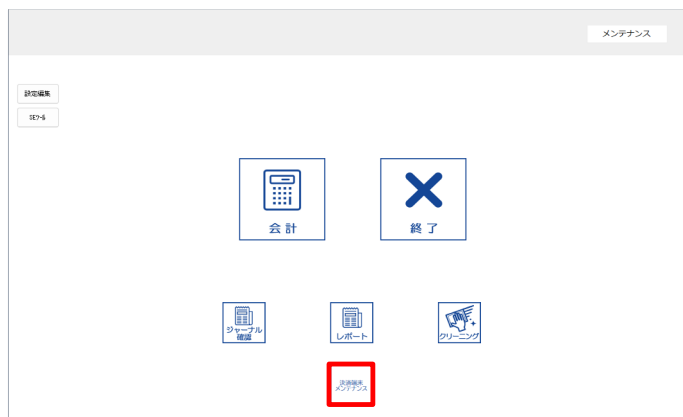 メンテナンス
設定編集
SEツール
会計
終了
ジャーナル
確認
レポート
クリーニング
決済端末
メンテナンス